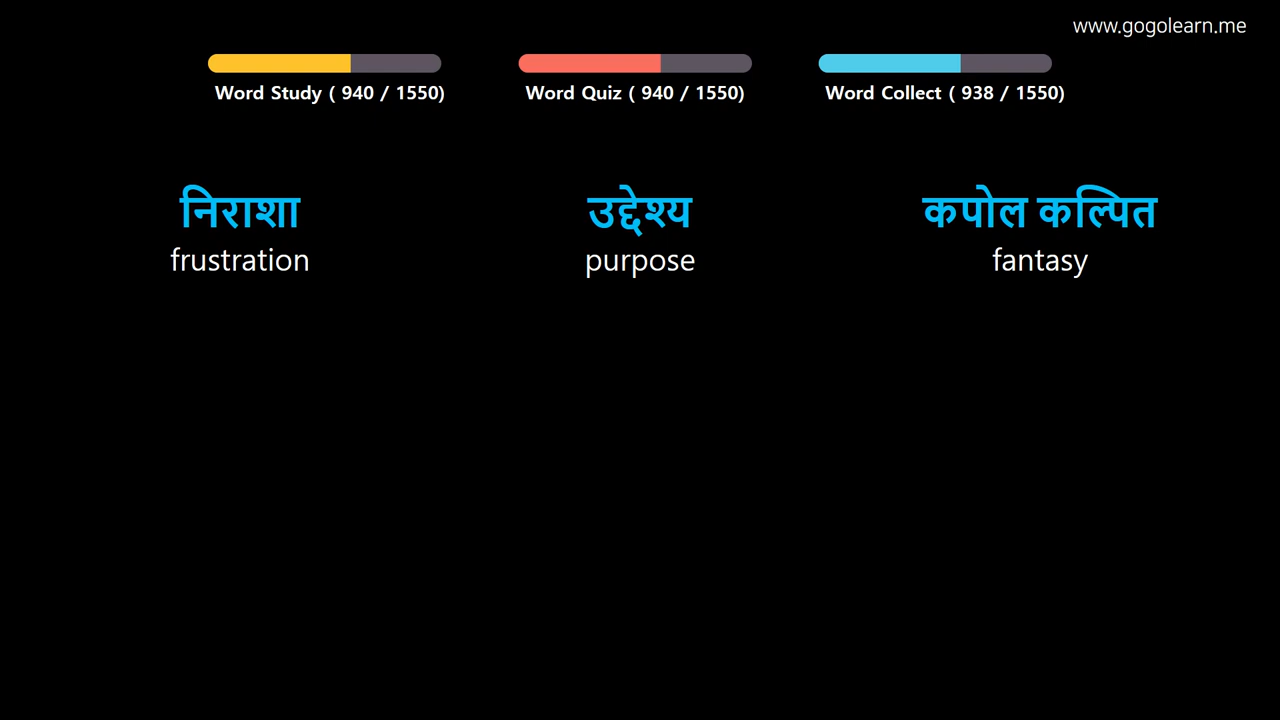 www.gogolearn.me
Word Study ( 940 / 1550)
Word Quiz ( 940 / 1550)
Word Collect ( 938 / 1550)
निराशा
frustration
उद्देश्य
purpose
कपोल कल्पित
fantasy